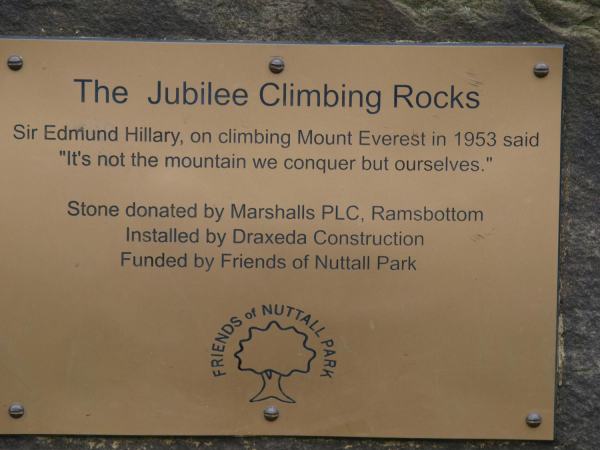 The Jubilee Climbing Rocks
Sir Edmund Hillary, on climbing Mount Everest in 1953 said
"It's not the mountain we conquer but ourselves."
Stone donated by Marshalls PLC, Ramsbottom
Installed by Draxeda Construction
Funded by Friends of Nuttall Park
FRIENDS of NUTTALL PARK